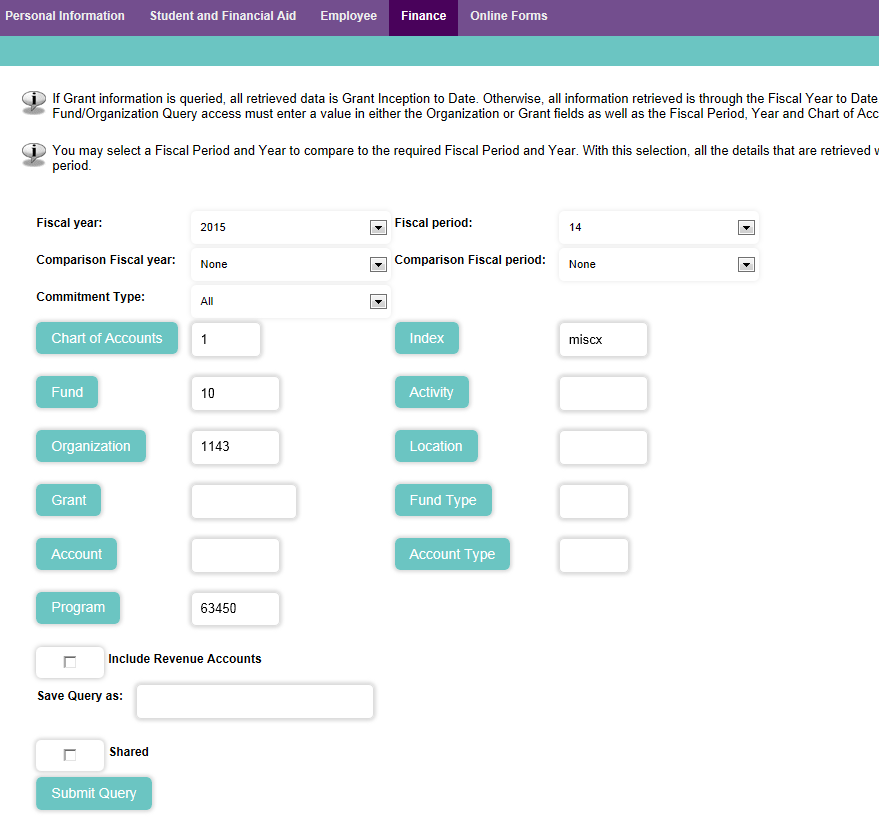 Personal Information Student and Financial Aid Employee Finance Online Forms
If Grant information is queried, all retrieved data is Grant Inception to Date. Otherwise, all information retrieved is through the Fiscal Year to Date
Fund/Organization Query access must enter a value in either the Organization or Grant fields as well as the Fiscal Period, Year and Chart of Acc
You may select a Fiscal Period and Year to compare to the required Fiscal Period and Year. With this selection, all the details that are retrieved w
period.
Fiscal year: 2015 Fiscal period: 14
Comparison Fiscal year: None Comparison Fiscal period: None
Commitment Type: All
Chart of Accounts 1 Index miscx
Fund 10 Activity
Organization 1143 Location
Grant Fund Type
Account Account Type
Program 63450
Include Revenue Accounts
Save Query as:
Shared
Submit Query